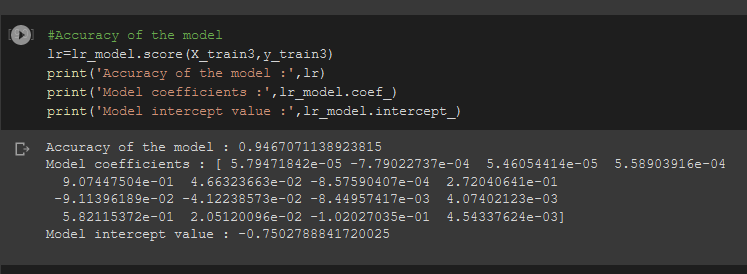 #Accuracy of the model
lr=lr_model.score(X_train3,y_train3)
print('Accuracy of the model :',lr)
print('Model coefficients :',lr_model.coef_)
print('Model intercept value :',lr_model.intercept_)
Accuracy of the model : 0.9467071138923815
Model coefficients : [ 5.79471842e-05 -7.79022737e-04  5.46054414e-05  5.58903916e-04
  9.07447504e-01  4.66323663e-02 -8.57590407e-04  2.72040641e-01
 -9.11396189e-02 -4.12238573e-02 -8.44957417e-03  4.07402123e-03
  5.82115372e-01  2.05120096e-02 -1.02027035e-01  4.54337624e-03]
Model intercept value : -0.7502788841720025